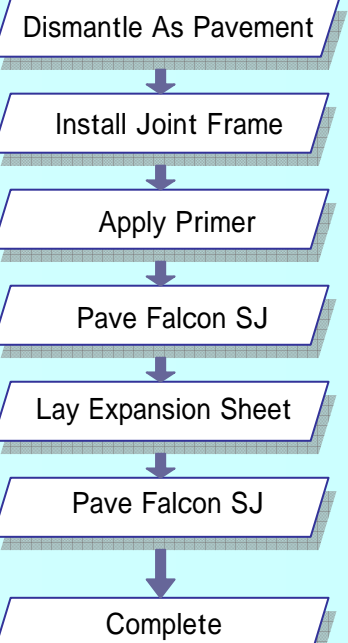 Dismantle As Pavement
Install Joint Frame
Apply Primer
Pave Falcon SJ
Lay Expansion Sheet
Pave Falcon SJ
Complete